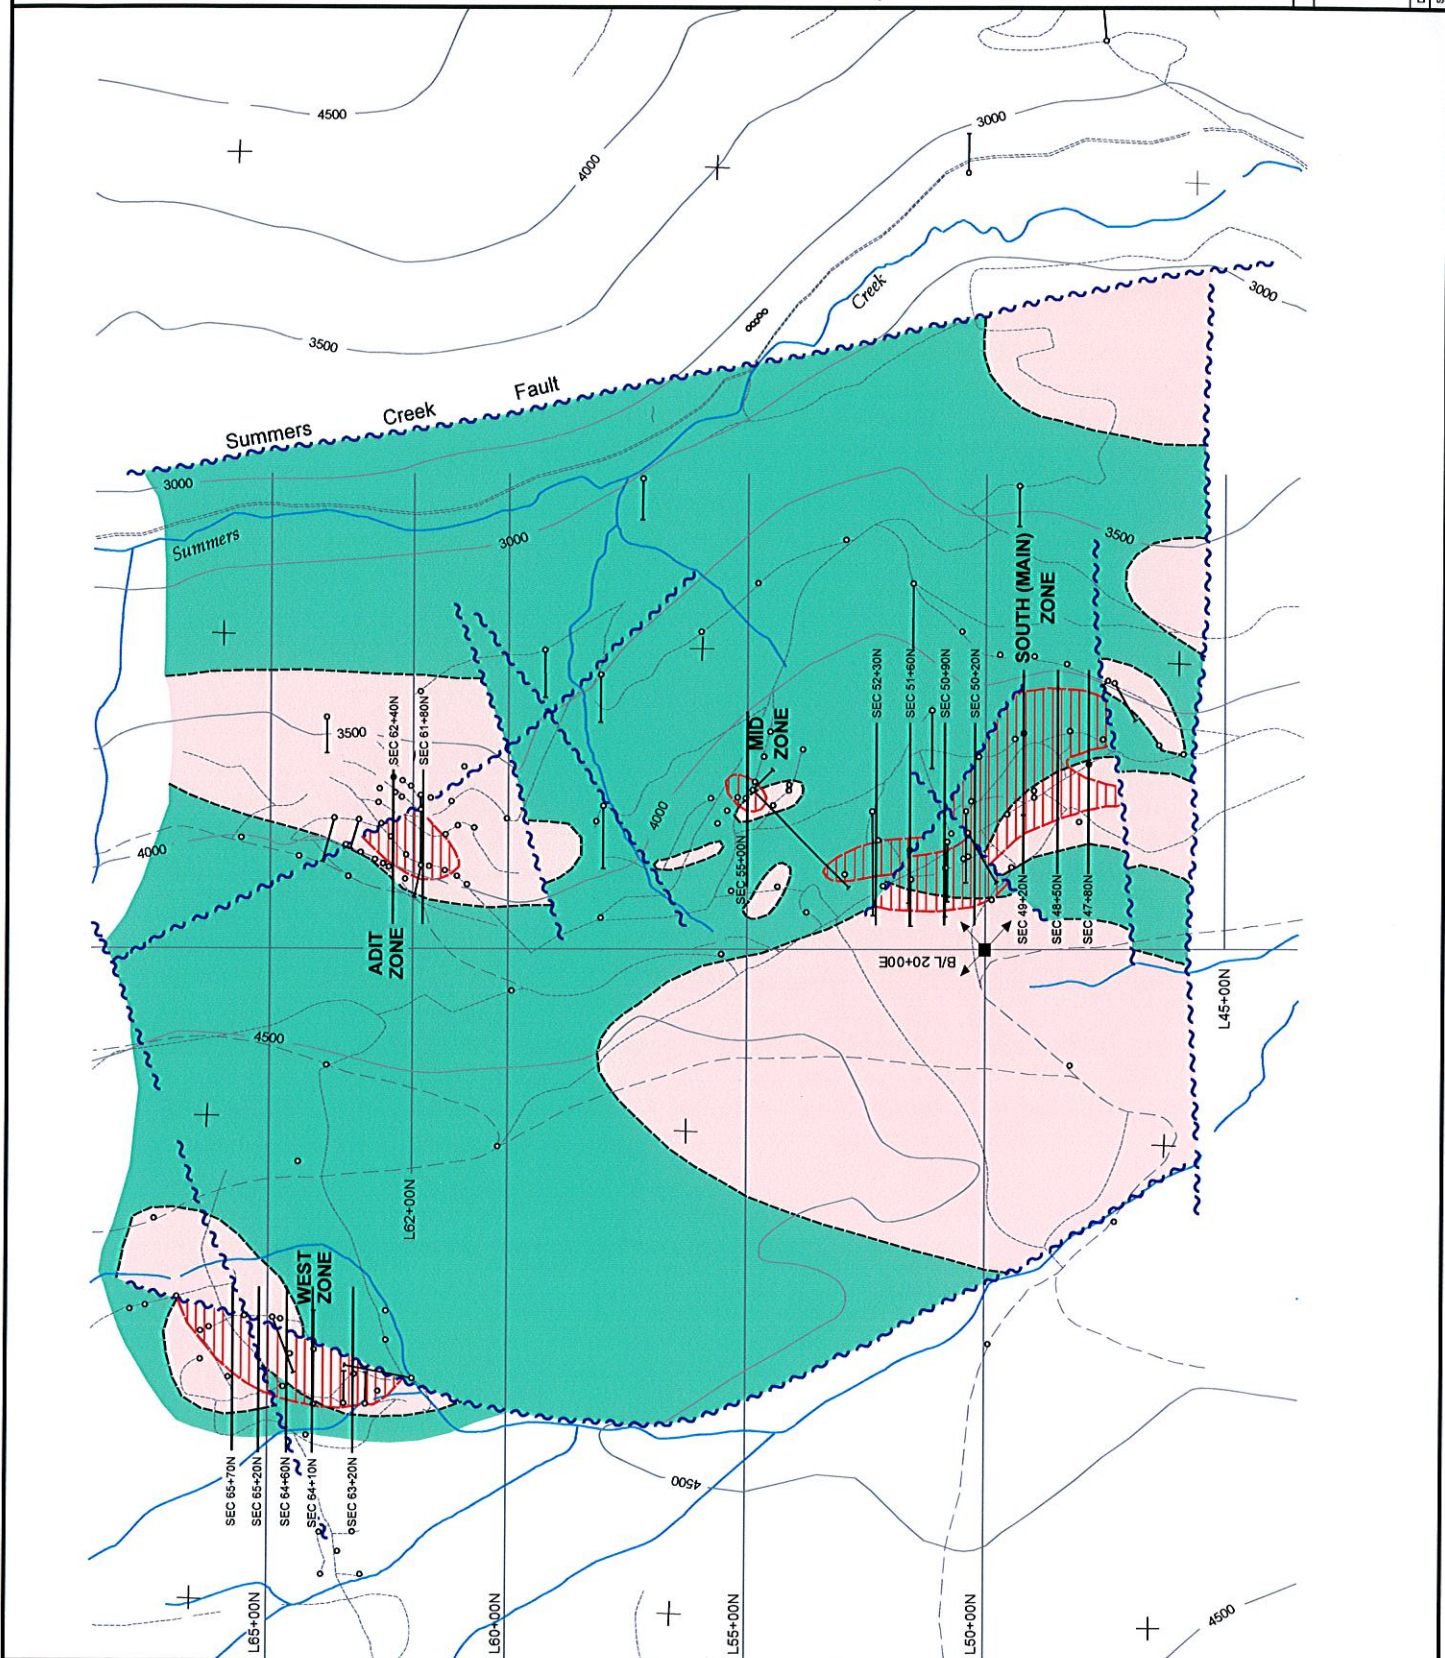 4500
4000
3000
3000
3500
Creek
Summers
Creek
Fault
3000
Summers
3000
3500
SOUTH (MAIN)
ZONE
SEC 52+30N
SEC 51+60N
SEC 50+90N
SEC 50+20N
MID
ZONE
SEC 62+40N
SEC 61+80N
3500
4000
4000
SEC 55+00N
SEC 49+20N
SEC 48+50N
SEC 47+80N
ADIT
ZONE
B/L 20+00E
L45+00N
4500
L62+00N
WEST
ZONE
SEC 65+70N
SEC 65+20N
SEC 64+60N
SEC 64+10N
SEC 63+20N
4500
L65+00N
L60+00N
L55+00N
L50+00N
4500